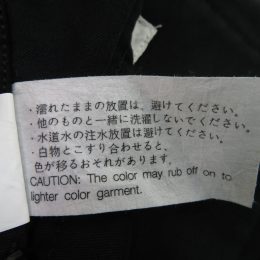 ・濡れたままの放置は、避けてください。
・他のものと一緒に洗濯しないでください。
・水道水の注水放置は避けてください。
・白物とこすり合わせると、
色が移るおそれがあります。
CAUTION: The color may rub off on to
lighter color garment.